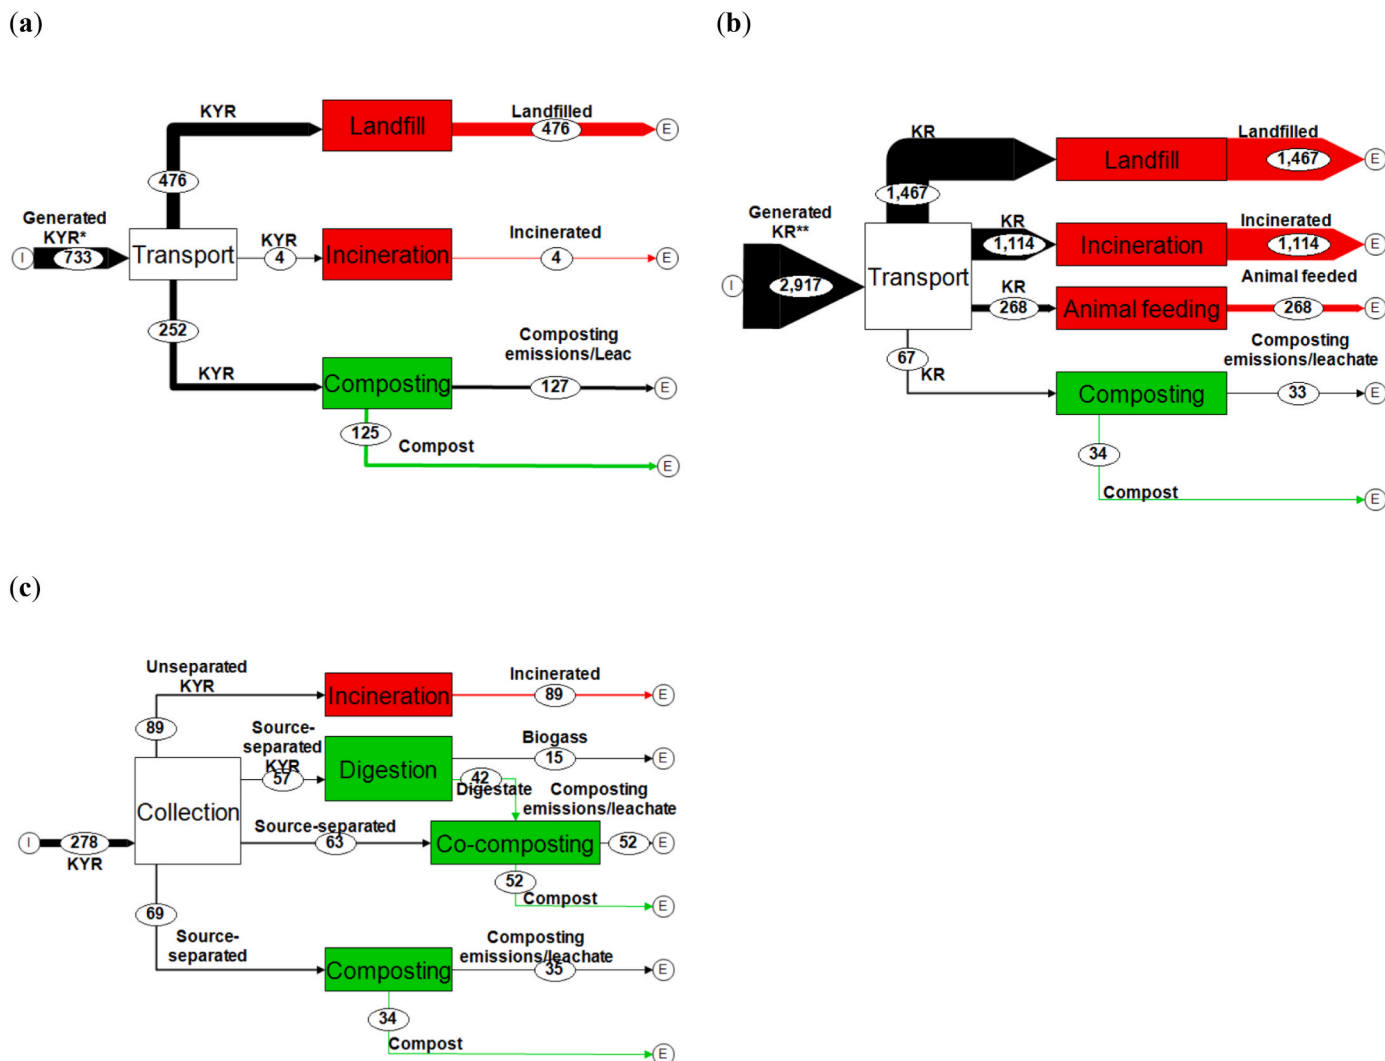 (a)
KYR
Landfill
Landfilled
476
E
476
Generated
KYR*
I
733
Transport
KYR
4
Incineration
Incinerated
4
E
252
KYR
Composting
Composting
emissions/Leac
127
E
125
Compost
E
(b)
KR
Landfill
Landfilled
1,467
E
1,467
Generated
KR**
I
2,917
Transport
KR
1,114
Incineration
Incinerated
1,114
E
KR
268
Animal feeding
Animal feeded
268
E
67
KR
Composting
Composting
emissions/leachate
33
E
34
Compost
E
(c)
Unseparated
KYR
Incineration
Incinerated
89
E
89
Source-
separated
KYR
57
Digestion
Biogass
15
E
42
Digestate
I
278
KYR
Collection
Source-separated
63
Co-composting
Composting
emissions/leachate
52
E
52
Compost
E
69
Source-
separated
Composting
Composting
emissions/leachate
35
E
34
Compost
E